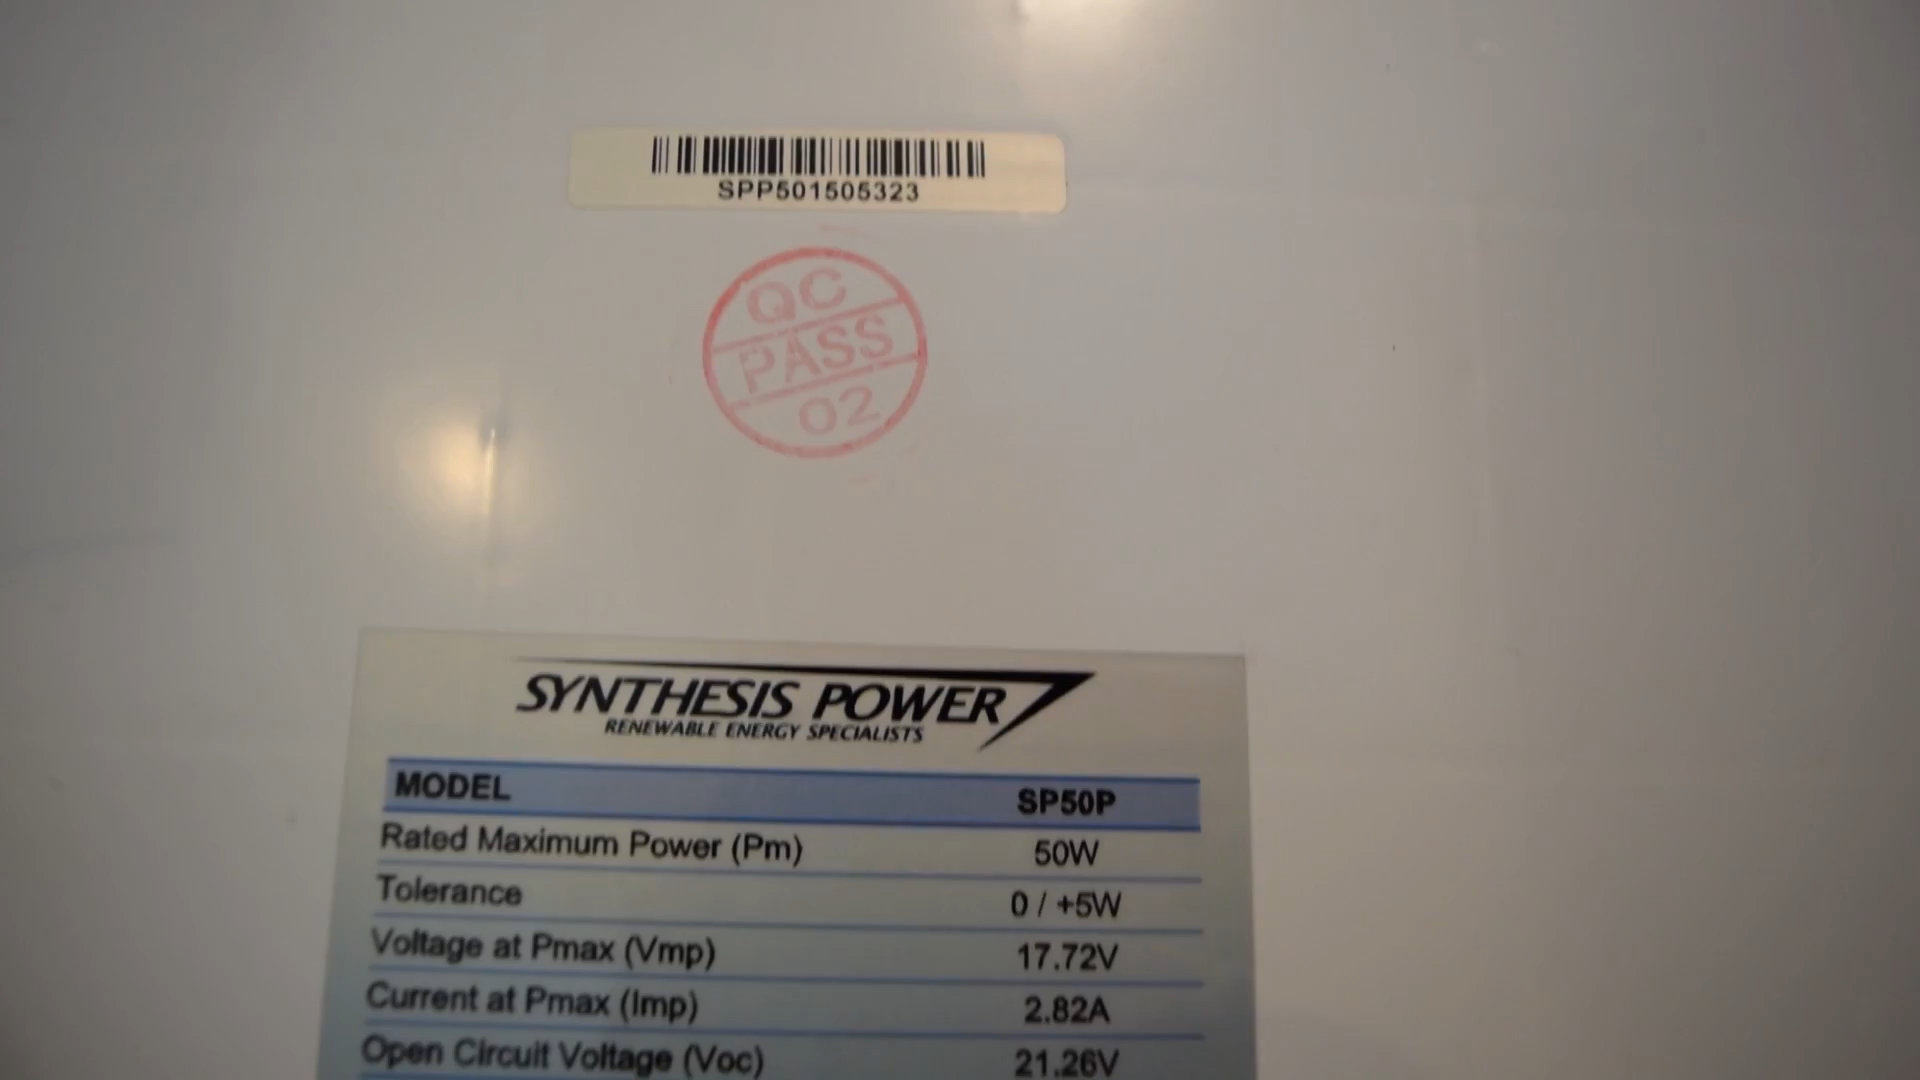 SPP501505323
QC
PASS
02
SYNTHESIS POWER
RENEWABLE ENERGY SPECIALISTS
MODEL SP50P
Rated Maximum Power (Pm) 50W
Tolerance 0 / +5W
Voltage at Pmax (Vmp) 17.72V
Current at Pmax (Imp) 2.82A
Open Circuit Voltage (Voc) 21.26V